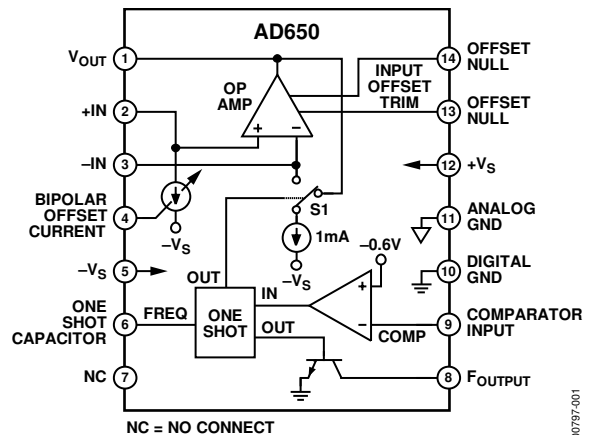 AD650
VOUT
1
+IN
2
–IN
3
BIPOLAR
OFFSET
CURRENT
4
–VS
5
ONE
SHOT
CAPACITOR
6
NC
7
OP
AMP
+
–
INPUT
OFFSET
TRIM
–VS
S1
1mA
–VS
–0.6V
OUT
FREQ
ONE
SHOT
IN
OUT
+
–
COMP
14
OFFSET
NULL
13
OFFSET
NULL
12
+VS
11
ANALOG
GND
10
DIGITAL
GND
9
COMPARATOR
INPUT
8
FOUTPUT
NC = NO CONNECT
00797-001